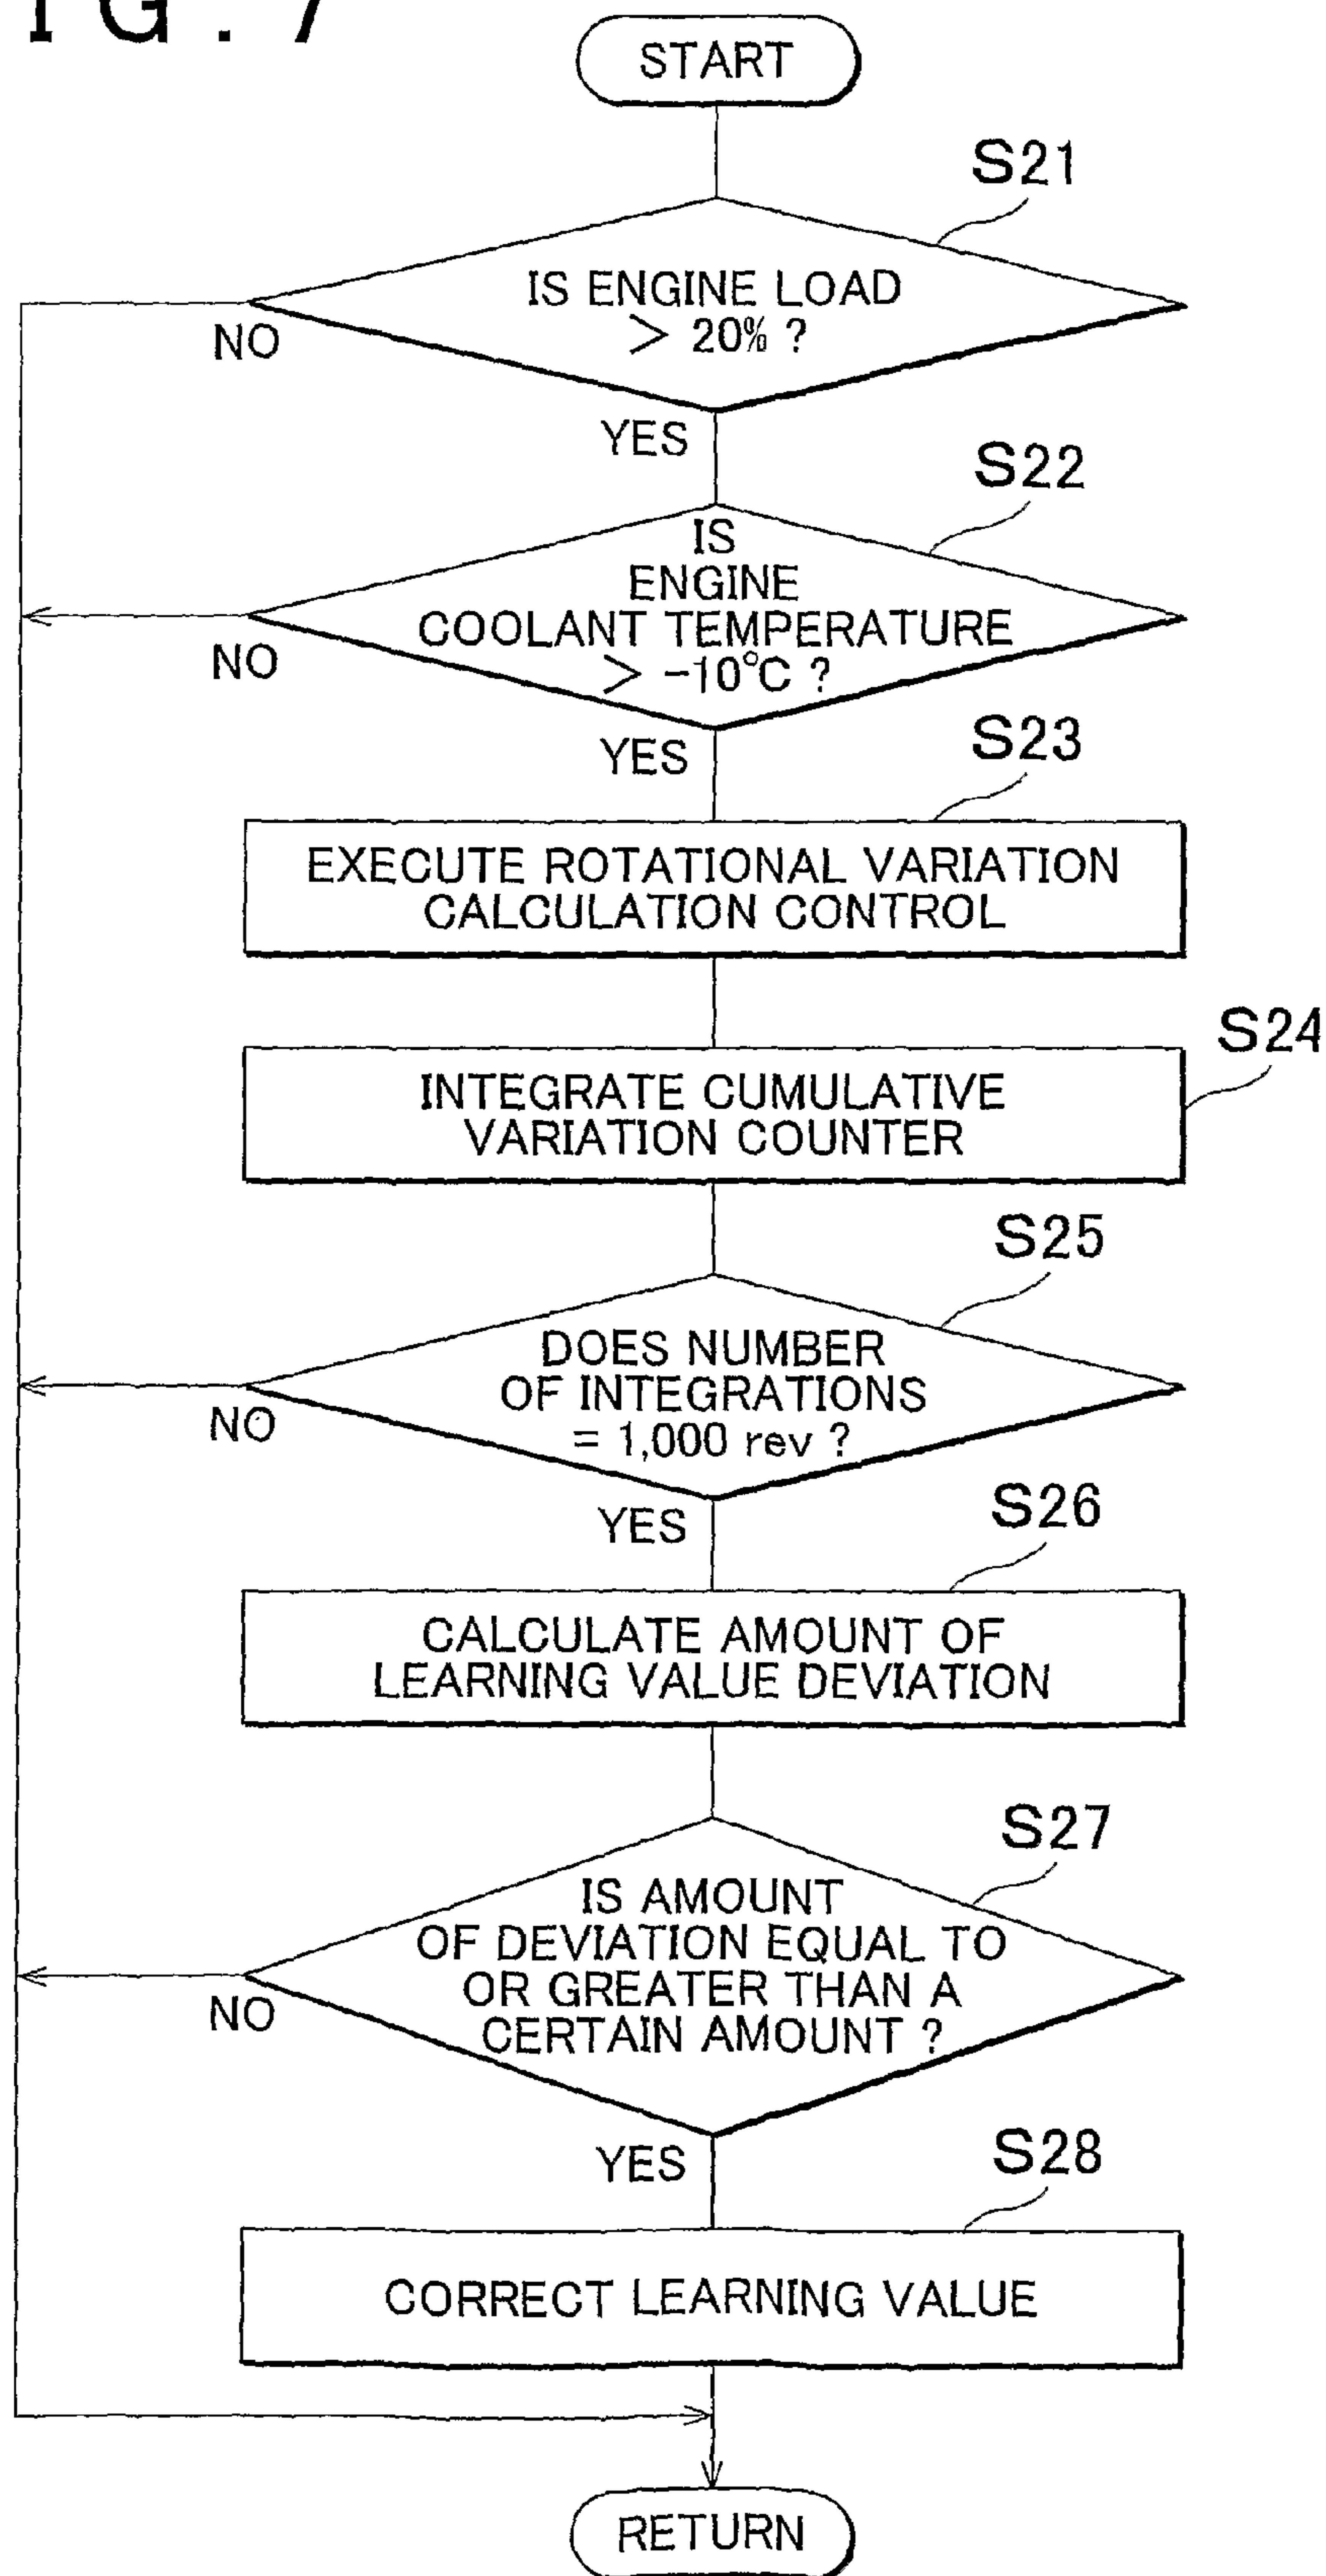 IG. 7
START
S21
IS ENGINE LOAD
> 20% ?
NO
YES
S22
IS
ENGINE
COOLANT TEMPERATURE
> -10°C ?
NO
YES
S23
EXECUTE ROTATIONAL VARIATION
CALCULATION CONTROL
S24
INTEGRATE CUMULATIVE
VARIATION COUNTER
S25
DOES NUMBER
OF INTEGRATIONS
= 1,000 rev ?
NO
YES
S26
CALCULATE AMOUNT OF
LEARNING VALUE DEVIATION
S27
IS AMOUNT
OF DEVIATION EQUAL TO
OR GREATER THAN A
CERTAIN AMOUNT ?
NO
YES
S28
CORRECT LEARNING VALUE
RETURN